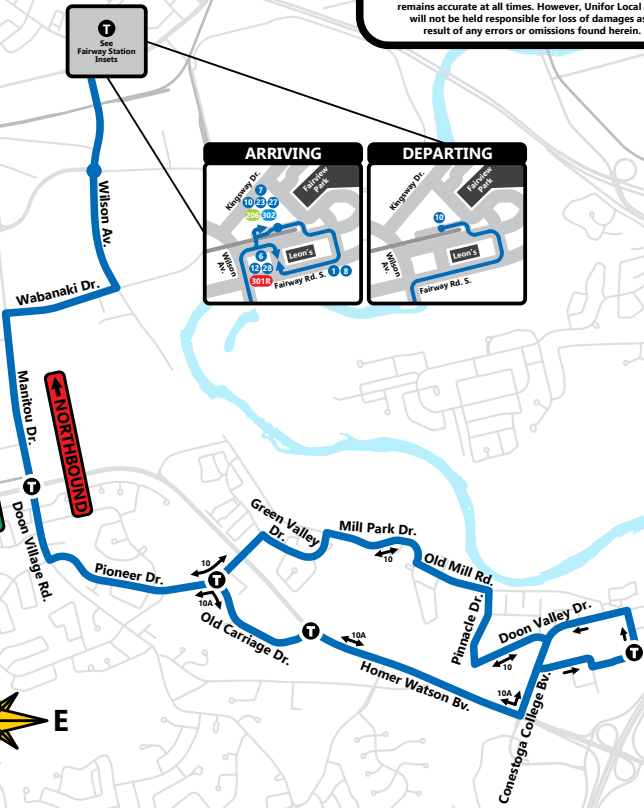 remains accurate at all times. However, Unifor Local
will not be held responsible for loss of damages as
result of any errors or omissions found herein.
T
See
Fairway Station
Insets
ARRIVING
Kingsway Dr.
Fairview
Park
7
10 23 27
206 302
Wilson
Av.
6
12 28
301R
Leon's
Fairway Rd. S.
1 8
DEPARTING
Kingsway Dr.
Fairview
Park
10
Wilson
Av.
Leon's
Fairway Rd. S.
Wilson Av.
Wabanaki Dr.
Manitou Dr.
NORTHBOUND
T
Doon Village Rd.
Pioneer Dr.
10
T
10A
Green Valley
Dr.
Mill Park Dr.
10
Old Mill Rd.
Old Carriage Dr.
T
10A
Homer Watson Bv.
Pinnacle Dr.
Doon Valley Dr.
10
T
10A
Conestoga College Bv.
E